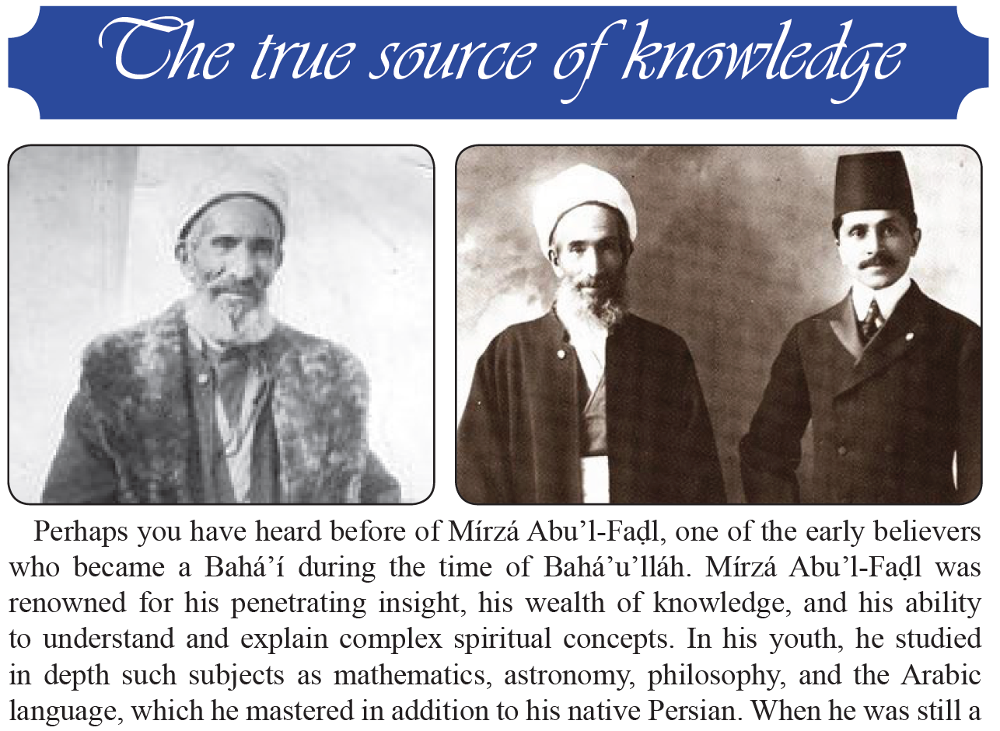 The true source of knowledge
Perhaps you have heard before of Mírzá Abu’l-Faḍl, one of the early believers
who became a Bahá’í during the time of Bahá’u’lláh. Mírzá Abu’l-Faḍl was
renowned for his penetrating insight, his wealth of knowledge, and his ability
to understand and explain complex spiritual concepts. In his youth, he studied
in depth such subjects as mathematics, astronomy, philosophy, and the Arabic
language, which he mastered in addition to his native Persian. When he was still a